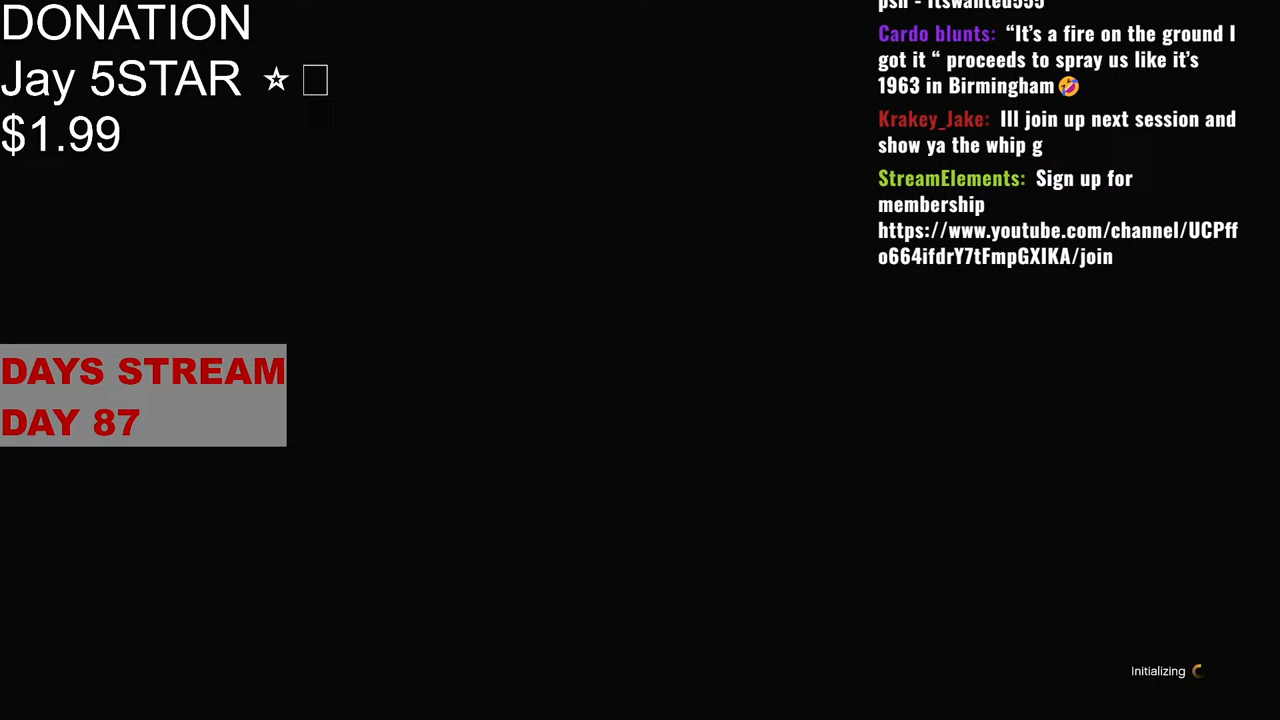 DONATION
Jay 5STAR ☆ □
$1.99
psn - Itswanted555
Cardo blunts: “It’s a fire on the ground I
got it “ proceeds to spray us like it’s
1963 in Birmingham🤣
Krakey_Jake: Ill join up next session and
show ya the whip g
StreamElements: Sign up for
membership
https://www.youtube.com/channel/UCPff
o664ifdrY7tFmpGXIKA/join
DAYS STREAM
DAY 87
Initializing